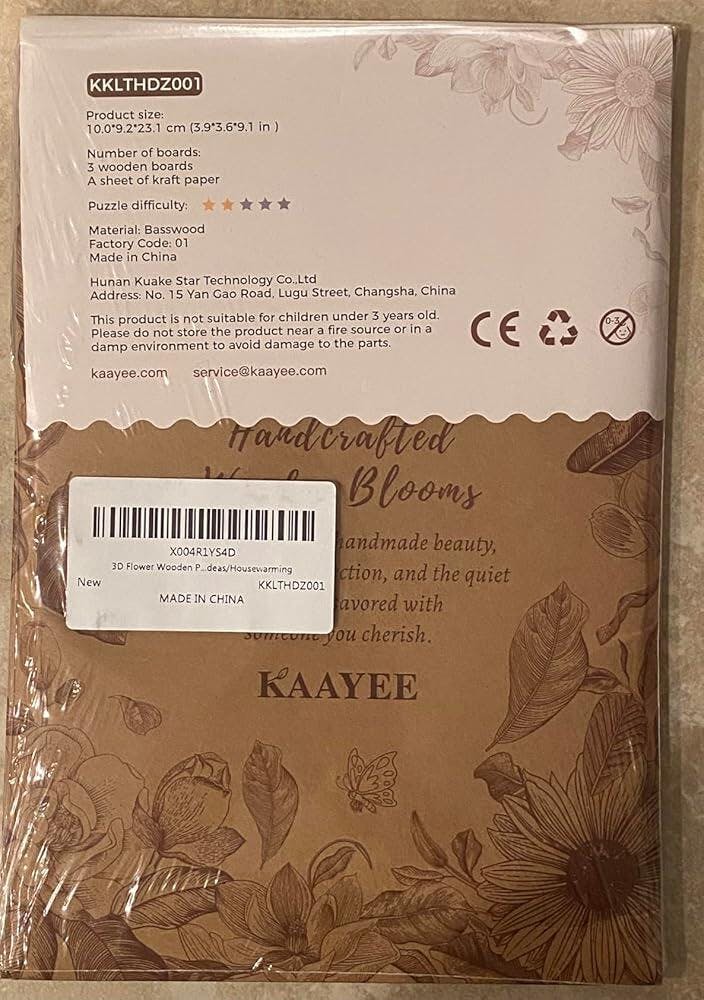 KKLTHDZ001
Product size:
10.0*9.2*23.1 cm (3.9*3.6*9.1 in )
Number of boards:
3 wooden boards
A sheet of kraft paper
Puzzle difficulty:
Material: Basswood
Factory Code: 01
Made in China
Hunan Kuake Star Technology Co.,Ltd
Address: No. 15 Yan Gao Road, Lugu Street, Changsha, China
This product is not suitable for children under 3 years old.
Please do not store the product near a fire source or in a
damp environment to avoid damage to the parts.
CE
0-3
kaayee.com service@kaayee.com
Handcrafted
Blooms
handmade beauty,
and the quiet
with
someone you cherish.
KAAYEE
X004R1YS4D
3D Flower Wooden P...deas/Housewarming
New KKLTHDZ001
MADE IN CHINA